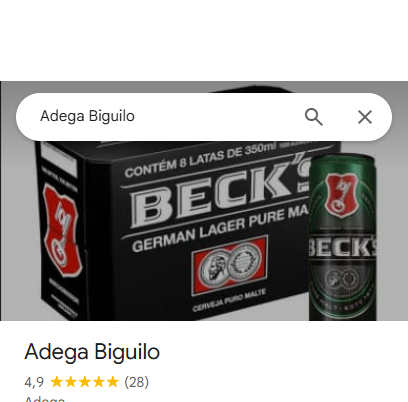 Adega Biguilo
CONTÉM 8 LATAS DE 350ml
BECK'S
GERMAN LAGER PURE MA
CERVEJA PURO MALTE
BECK'S
Adega Biguilo
4,9 (28)
Adega